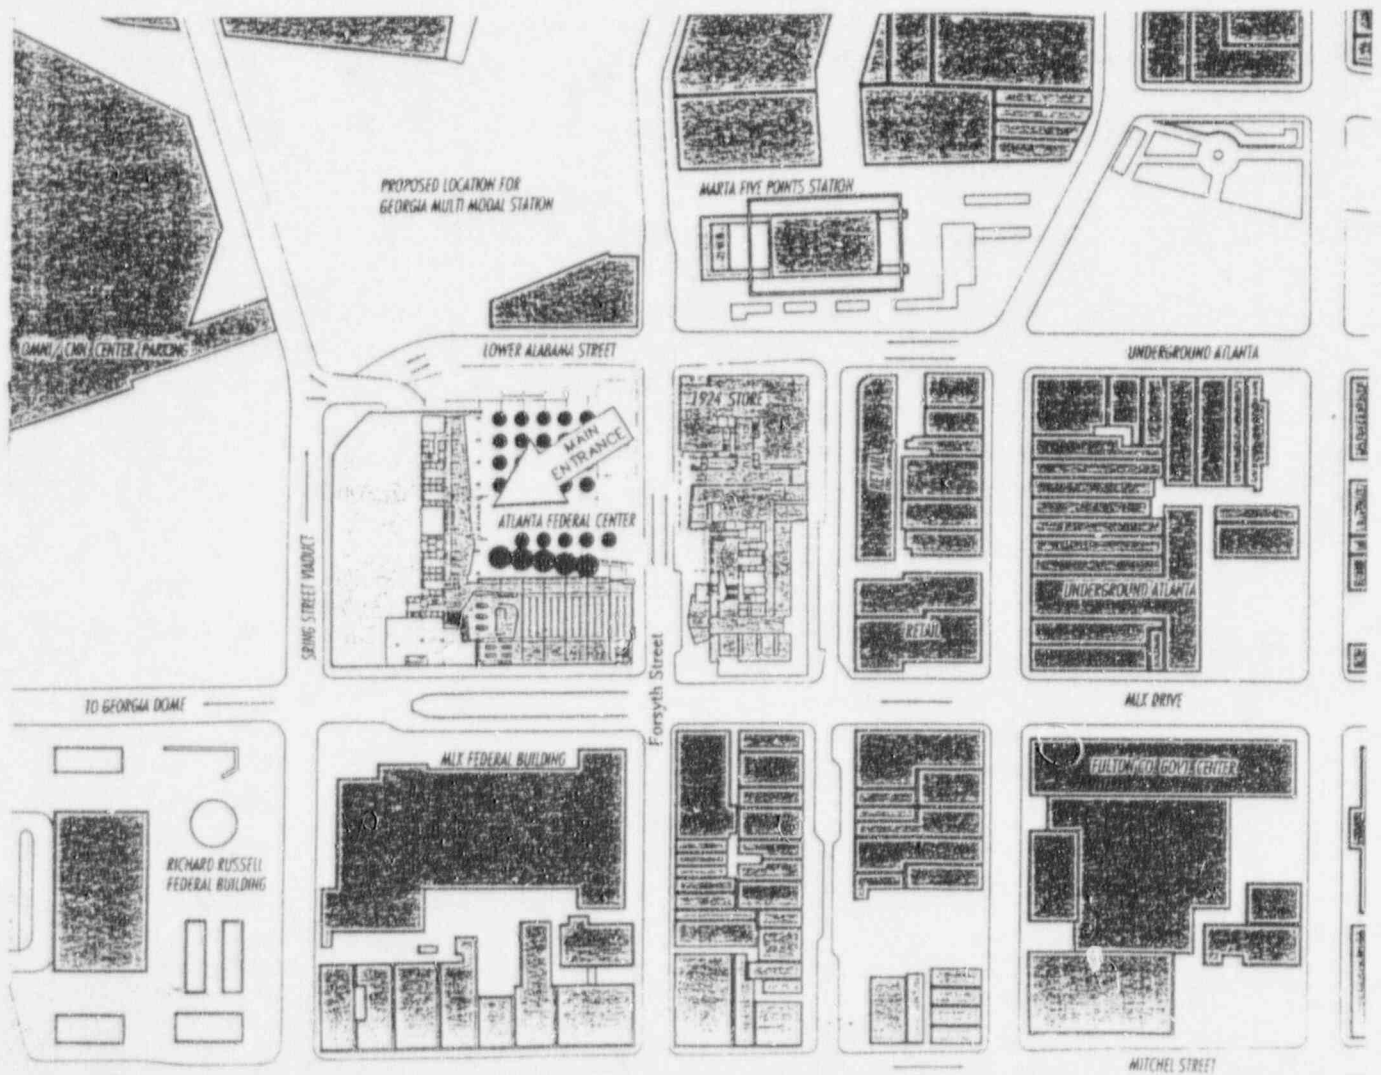 PROPOSED LOCATION FOR
GEORGIA MULTI MODAL STATION
MARTA FIVE POINTS STATION
OMNI / CNN CENTER / PARKING
LOWER ALABAMA STREET
UNDERGROUND ATLANTA
1924 STORE
MAIN
ENTRANCE
ATLANTA FEDERAL CENTER
SPING STREET VIADUCT
UNDERGROUND ATLANTA
RETAIL
Forsyth Street
TO GEORGIA DOME
MLK DRIVE
MLK FEDERAL BUILDING
FULTON CO. GOVT. CENTER
RICHARD RUSSELL
FEDERAL BUILDING
MITCHEL STREET